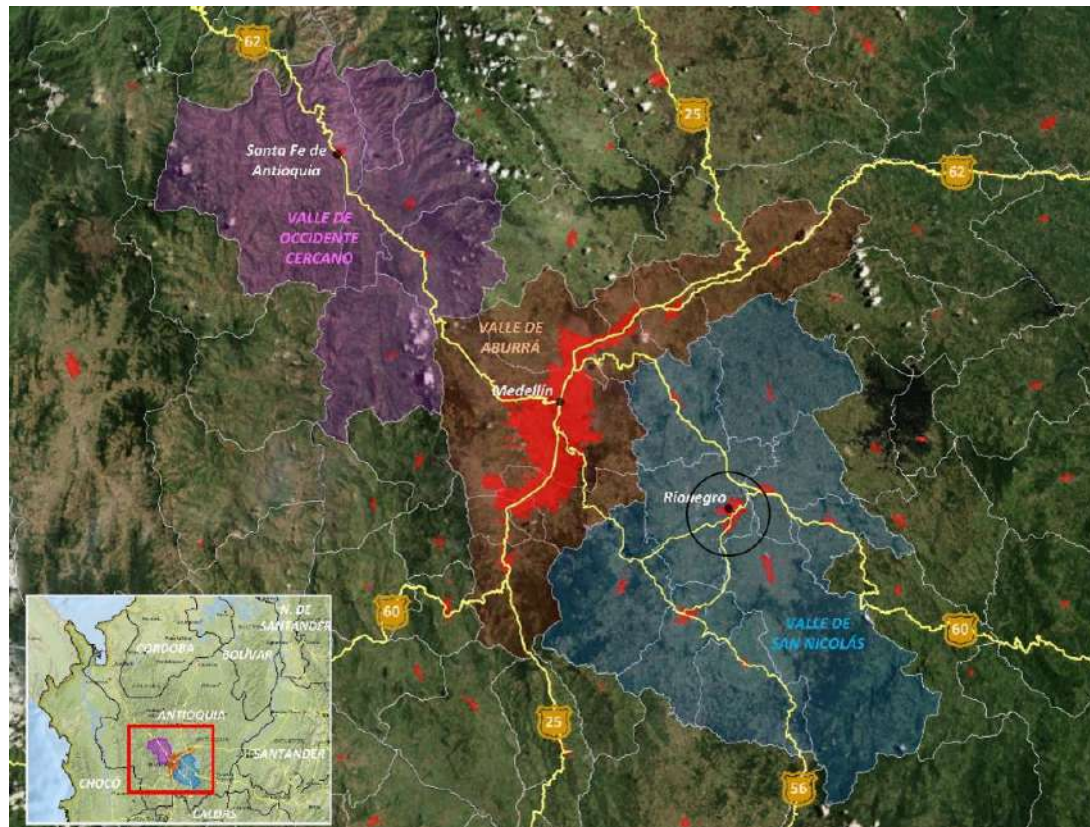 62
25
62
Santa Fe de
Antioquia
VALLE DE
OCCIDENTE
CERCANO
VALLE DE
ABURRÁ
Medellín
Rionegro
60
VALLE DE
SAN NICOLÁS
60
25
56
N. DE
SANTANDER
CORDOBA
BOLÍVAR
ANTIOQUIA
SANTANDER
CHOCÓ
CALDAS